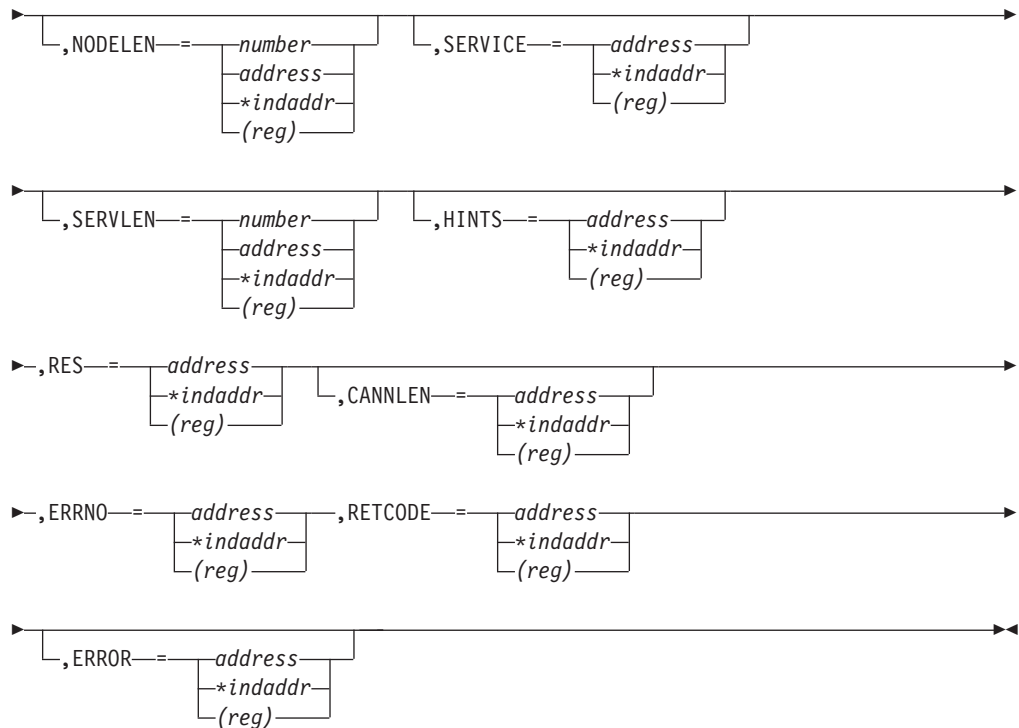 ,NODELEN = number ,SERVICE = address
address *indaddr
*indaddr (reg)
(reg)
,SERVLEN = number ,HINTS = address
address *indaddr
*indaddr (reg)
(reg)
,RES = address ,CANNLEN = address
*indaddr *indaddr
(reg) (reg)
,ERRNO = address ,RETCODE = address
*indaddr *indaddr
(reg) (reg)
,ERROR = address
*indaddr
(reg)